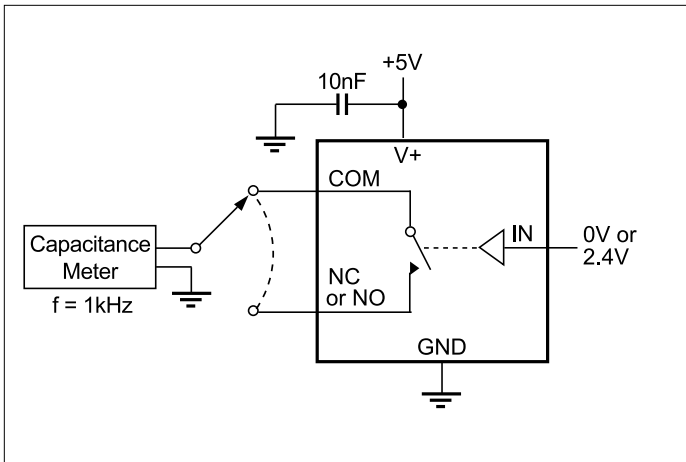 +5V
10nF
V+
COM
IN
0V or
2.4V
Capacitance
Meter
f = 1kHz
NC
or NO
GND